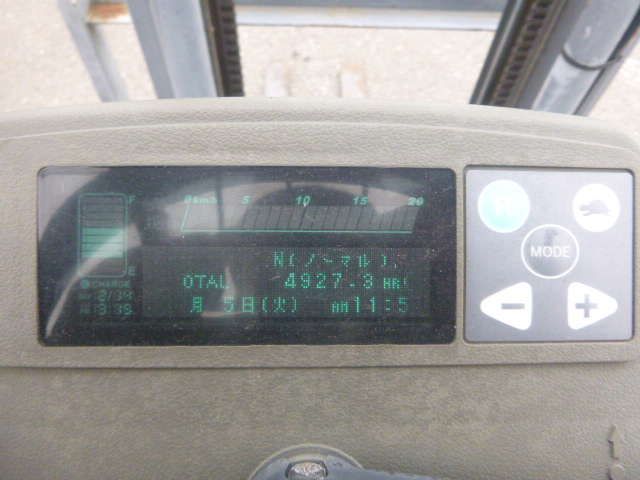 0km/h 5 10 15 20
F
E
CHARGE
N(ノーマル)
OTAL 4927.3 HR
月 5日(火) AM11:5
MODE
- +